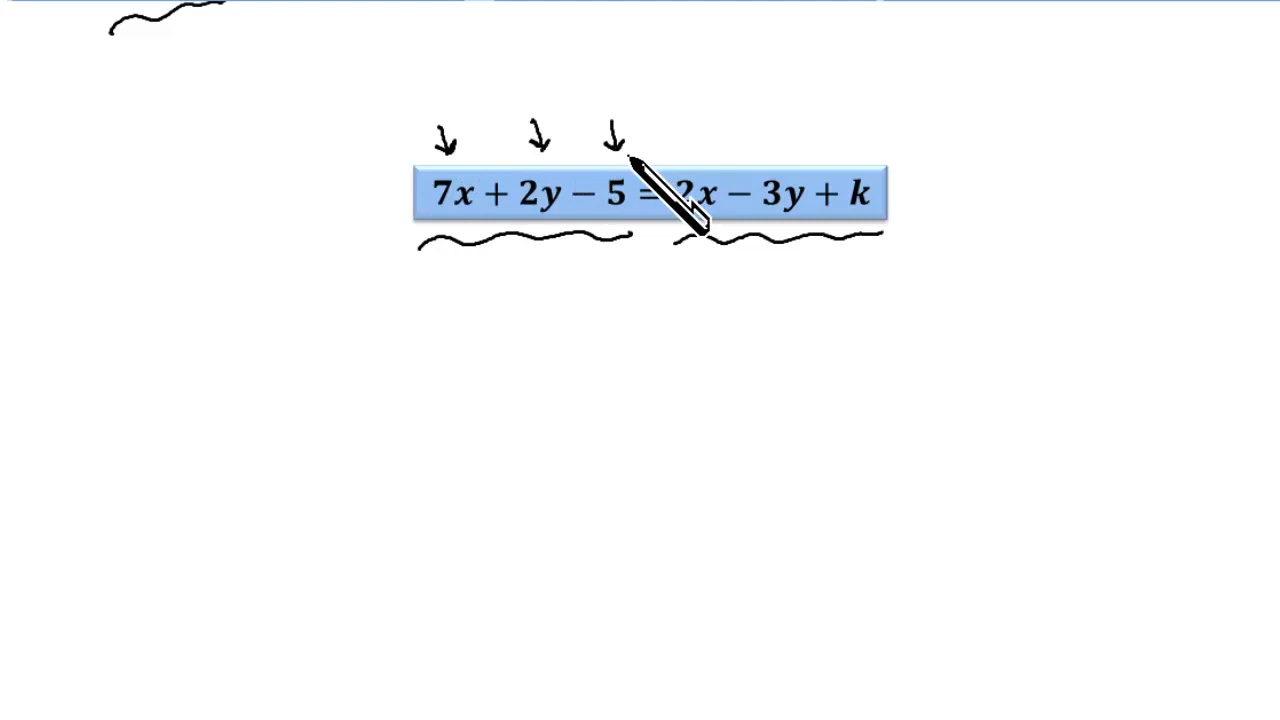 7x + 2y − 5 = 2x − 3y + k